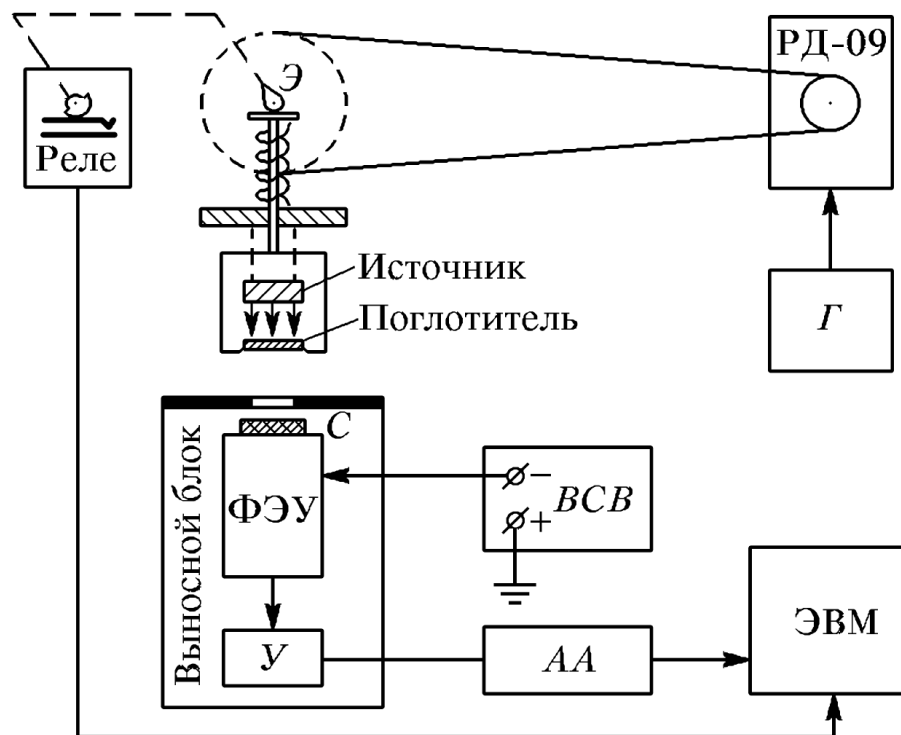 РД-09
Э
Реле
Источник
Поглотитель
Г
Выносной блок
С
ФЭУ
−
ВСВ
+
У
АА
ЭВМ